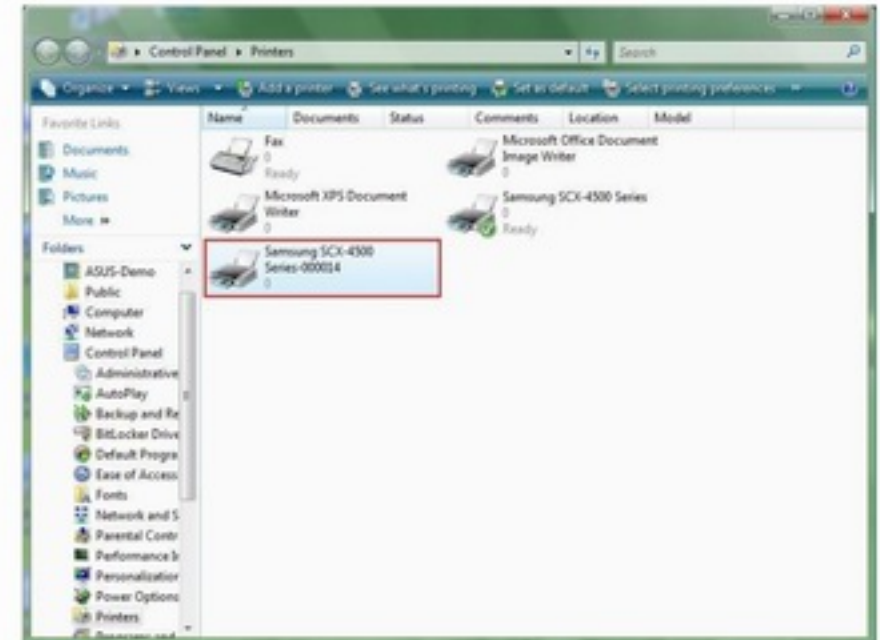 Control Panel ▸ Printers
Search
Organize Views Add a printer See what's printing Set as default Select printing preferences »
Favorite Links
Documents
Music
Pictures
More »
Folders
ASUS-Demo
Public
Computer
Network
Control Panel
Administrative
AutoPlay
Backup and Re
BitLocker Drive
Default Progra
Ease of Access
Fonts
Network and S
Parental Contr
Performance I
Personalization
Power Options
Printers
Programs and
Name Documents Status Comments Location Model
Fax
0
Ready
Microsoft Office Document
Image Writer
0
Microsoft XPS Document
Writer
0
Samsung SCX-4500 Series
0
Ready
Samsung SCX-4500
Series-000014
0